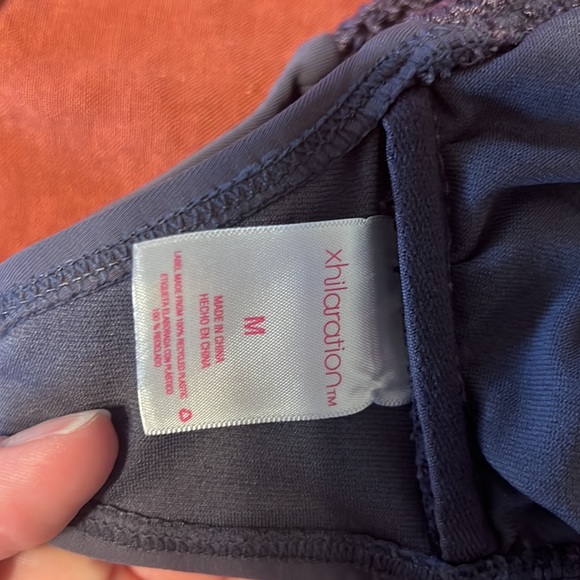 xhilaration™
M
MADE IN CHINA
HECHO EN CHINA
LABEL MADE FROM 100% RECYCLED PLASTIC
ETIQUETA ELABORADA CON PLÁSTICO
100 % RECICLADO